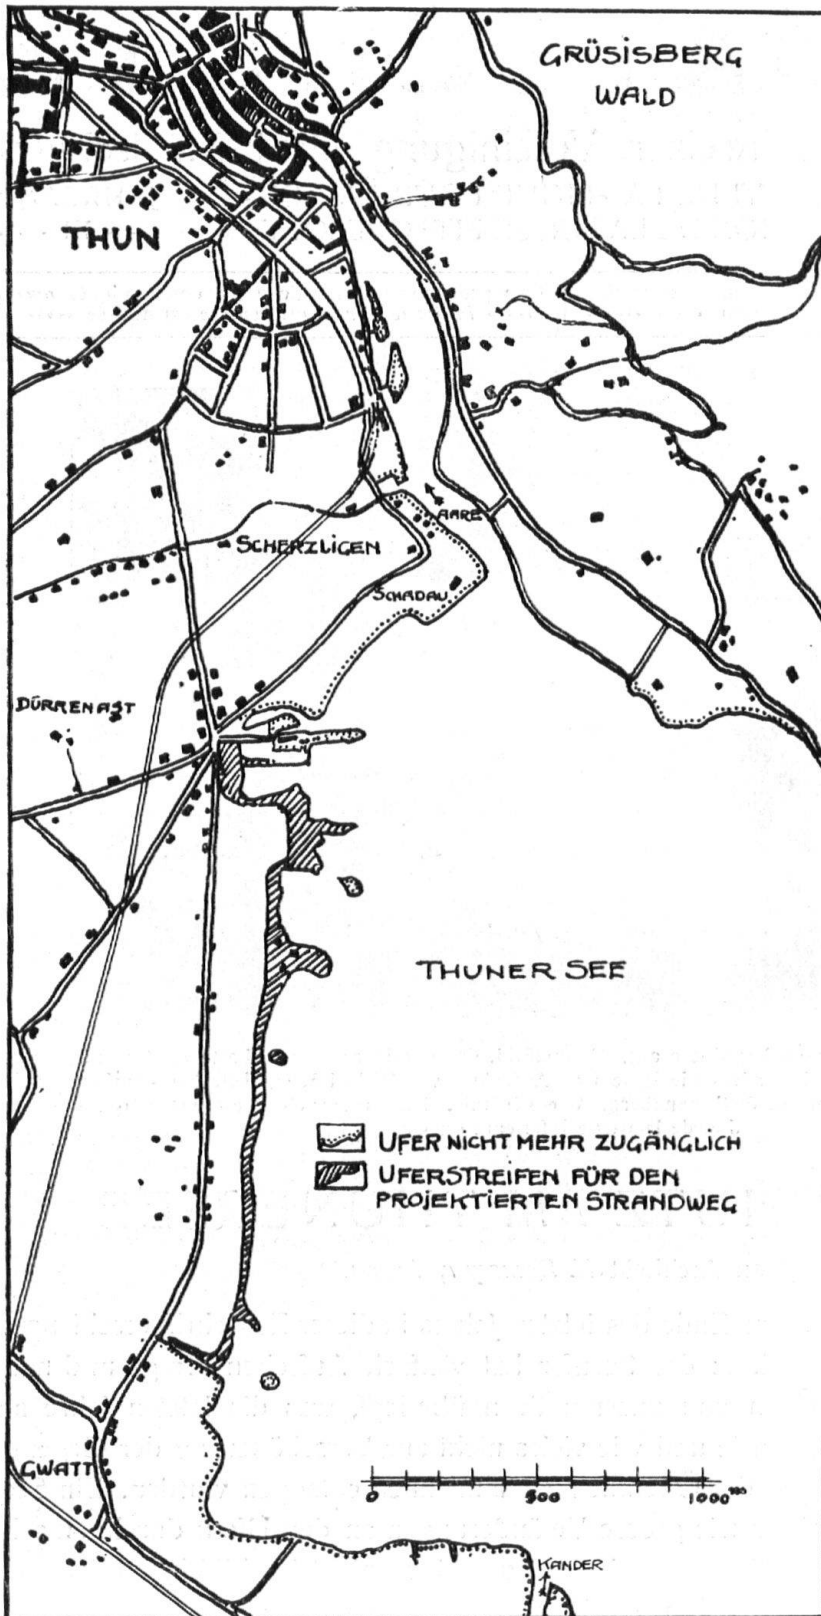 GRÜSISBERG
WALD
THUN
AARE
SCHERZLIGEN
SCHADAU
DÜRRENAST
THUNER SEE
UFER NICHT MEHR ZUGÄNGLICH
UFERSTREIFEN FÜR DEN
PROJEKTIERTEN STRANDWEG
GWATT
0 500 1000
KANDER